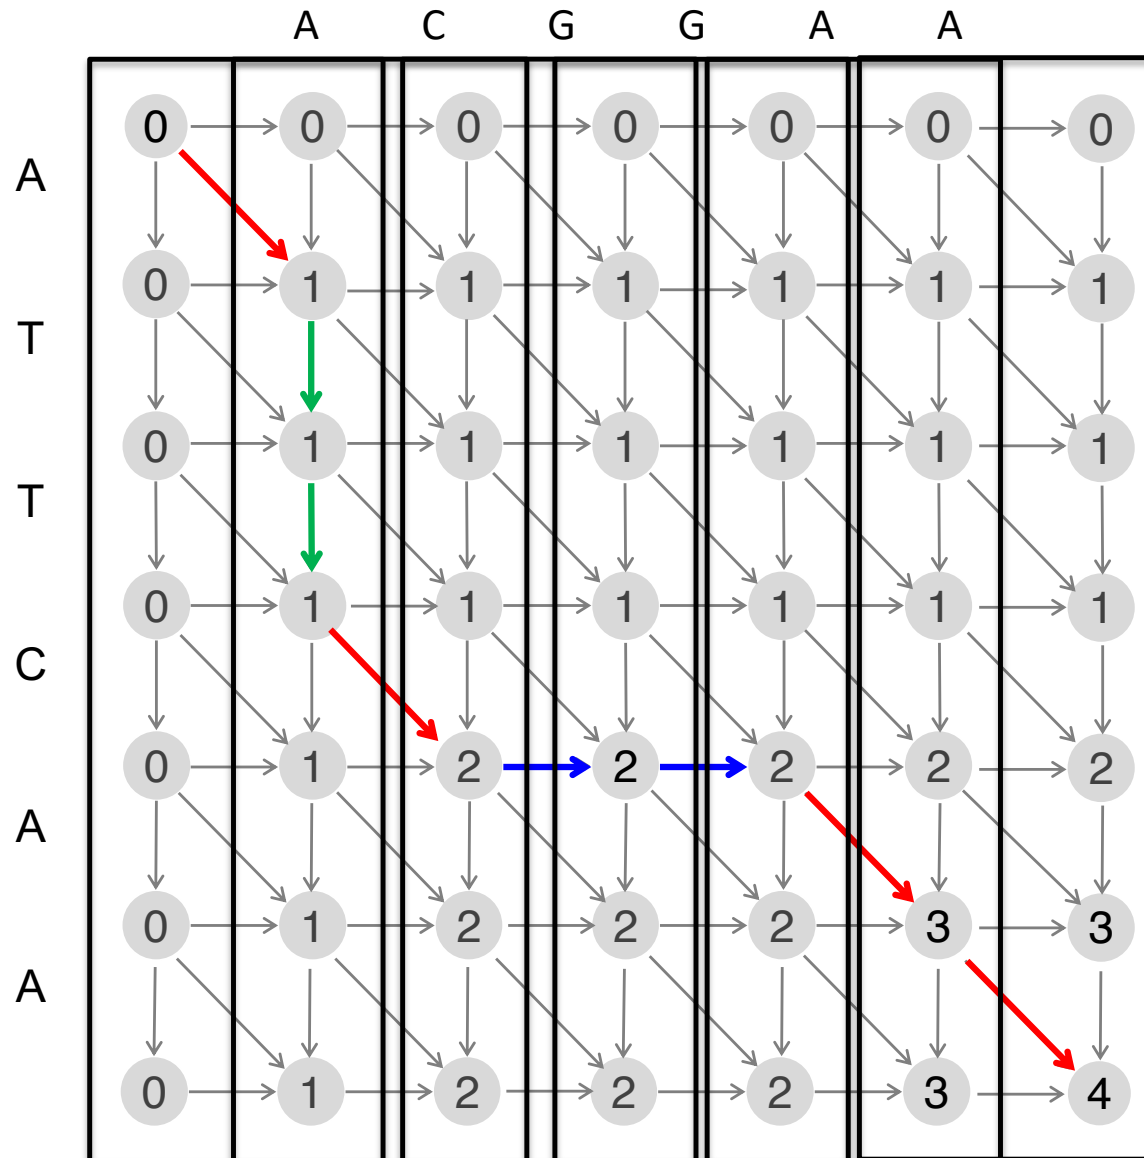 A C G G A A
0 0 0 0 0 0 0
A
0 1 1 1 1 1 1
T
0 1 1 1 1 1 1
T
0 1 1 1 1 1 1
C
0 1 2 2 2 2 2
A
0 1 2 2 2 3 3
A
0 1 2 2 2 3 4